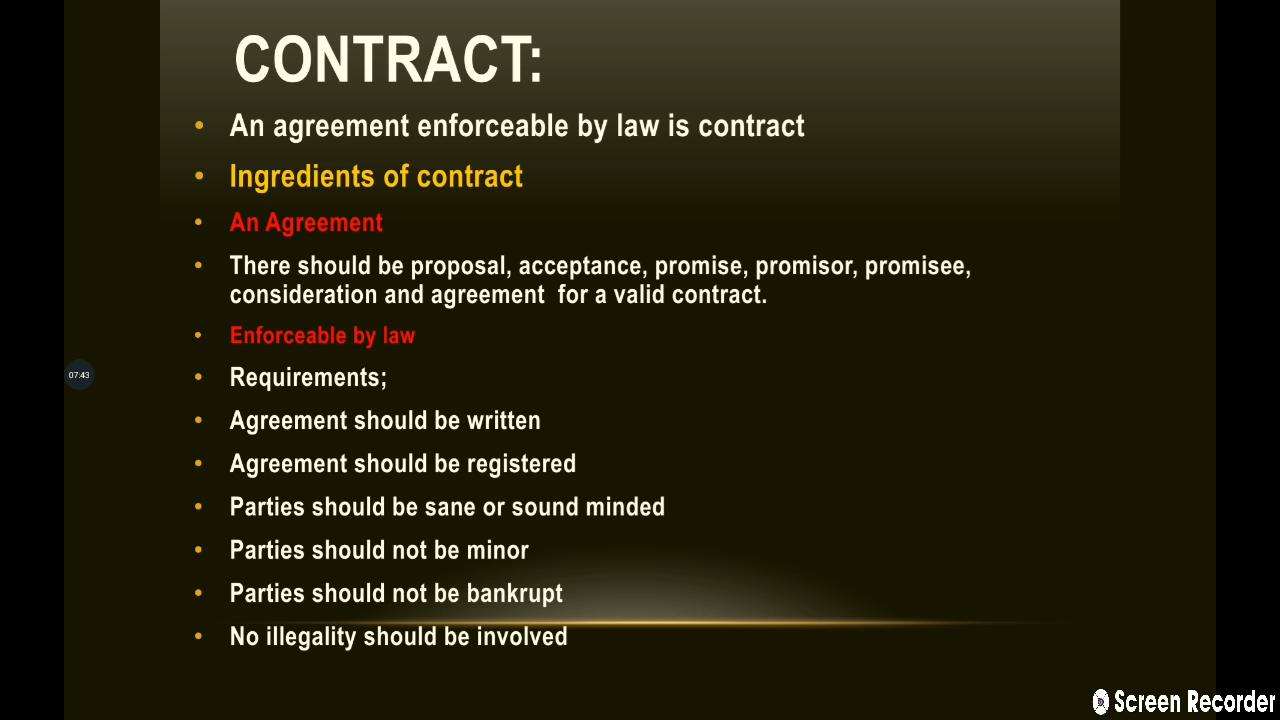 CONTRACT:
• An agreement enforceable by law is contract
• Ingredients of contract
• An Agreement
• There should be proposal, acceptance, promise, promisor, promisee,
consideration and agreement  for a valid contract.
• Enforceable by law
07:43
• Requirements;
• Agreement should be written
• Agreement should be registered
• Parties should be sane or sound minded
• Parties should not be minor
• Parties should not be bankrupt
• No illegality should be involved
Screen Recorder